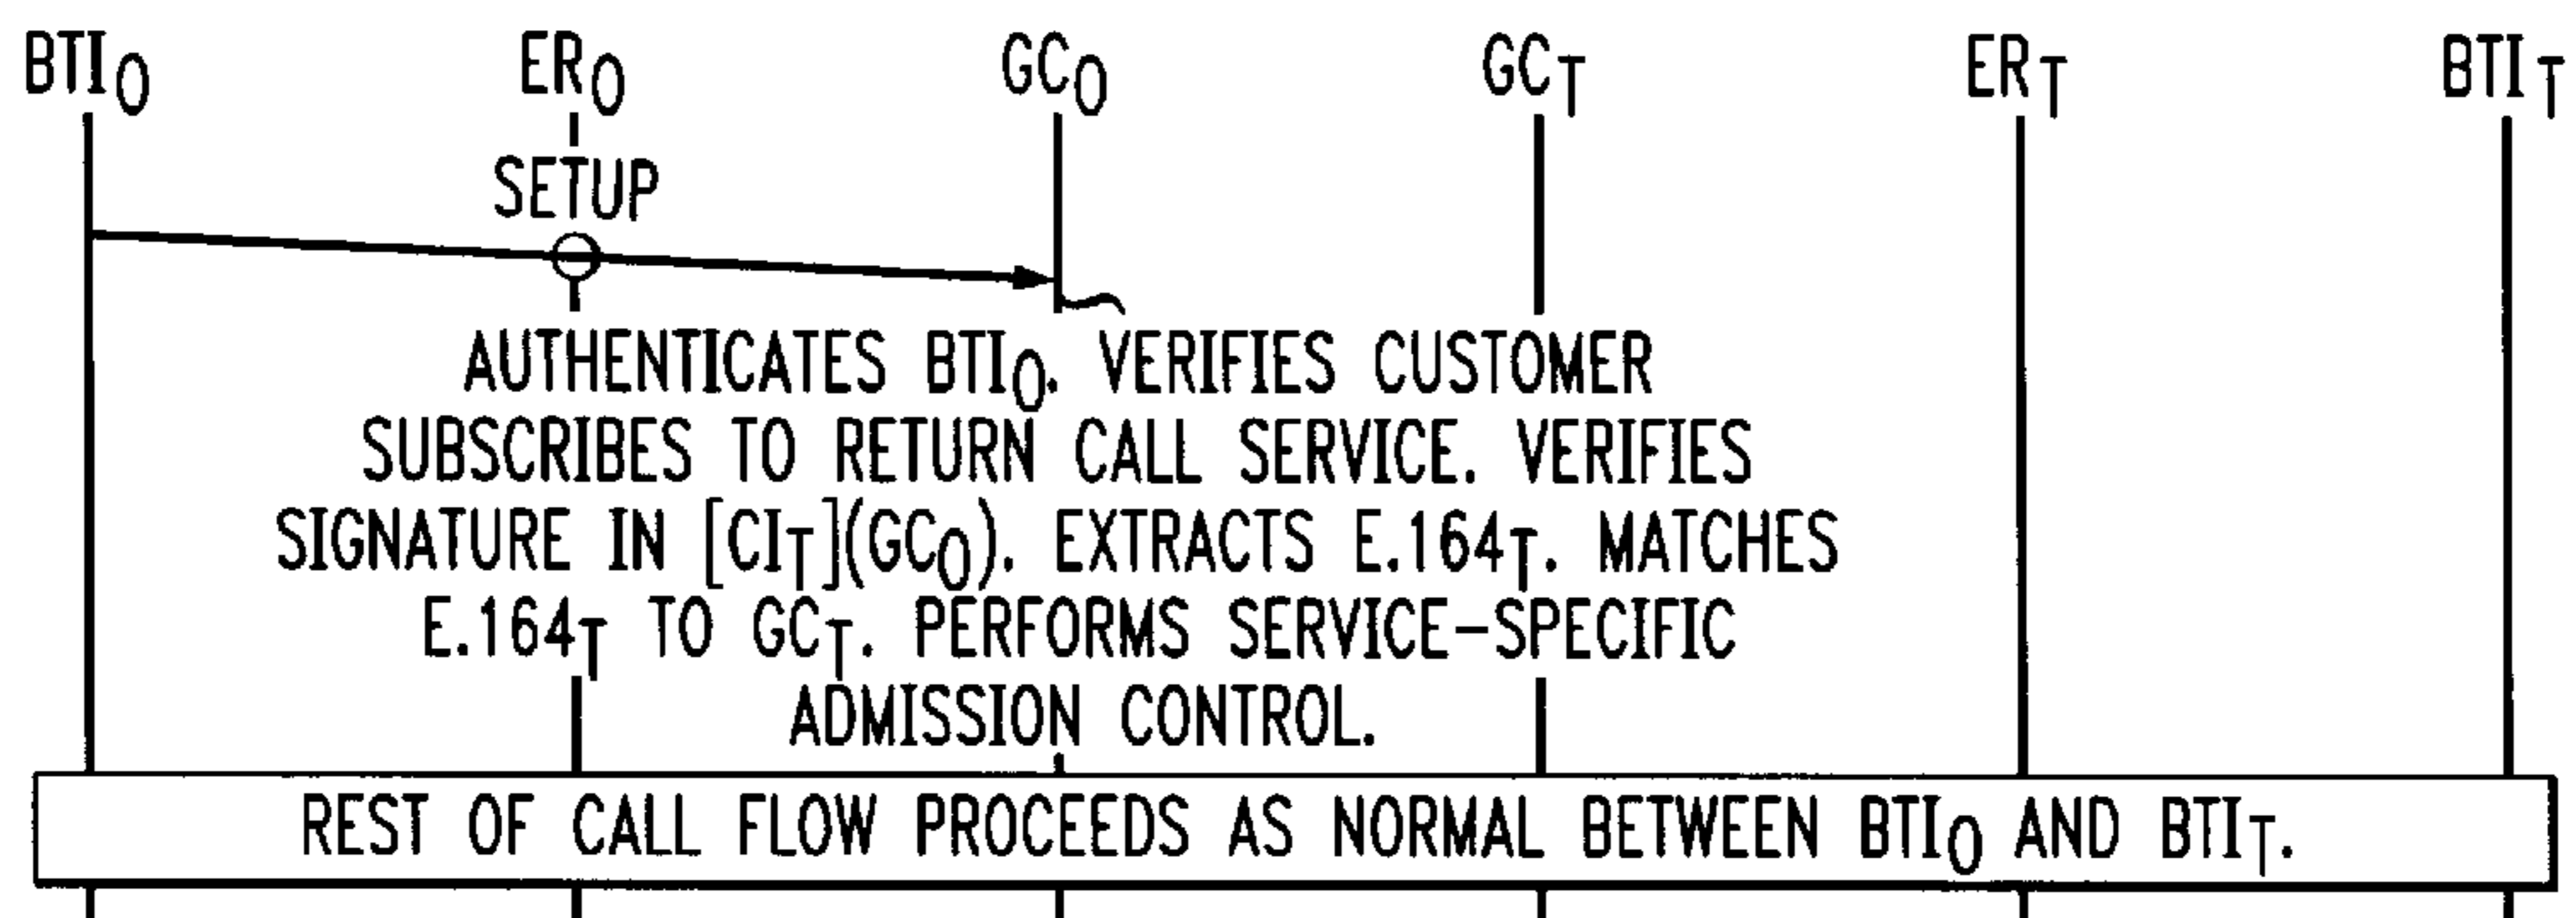 BTIO ERO GCO GCT ERT BTIT
SETUP
AUTHENTICATES BTIO. VERIFIES CUSTOMER
SUBSCRIBES TO RETURN CALL SERVICE. VERIFIES
SIGNATURE IN [CIT](GCO). EXTRACTS E.164T. MATCHES
E.164T TO GCT. PERFORMS SERVICE-SPECIFIC
ADMISSION CONTROL.
REST OF CALL FLOW PROCEEDS AS NORMAL BETWEEN BTIO AND BTIT.